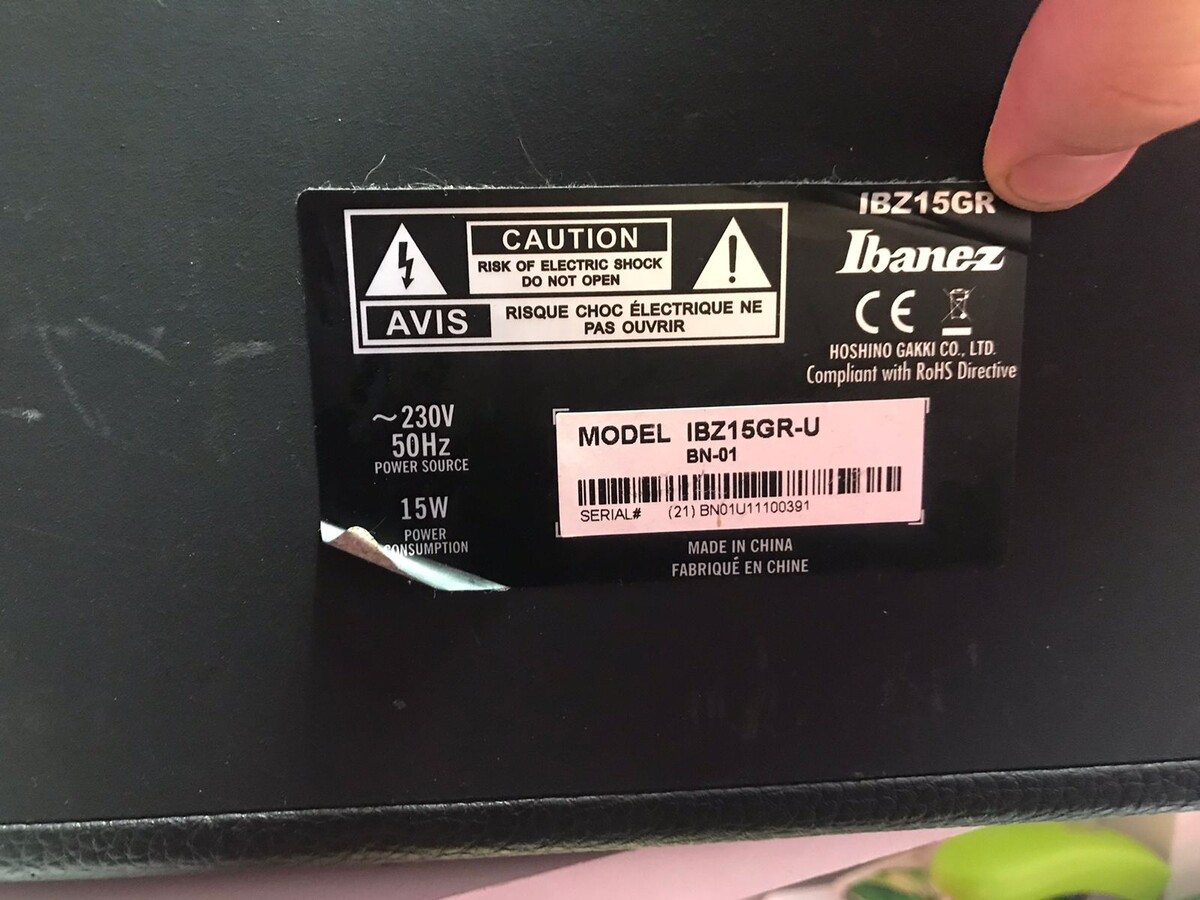 IBZ15GR
Ibanez
CAUTION
RISK OF ELECTRIC SHOCK
DO NOT OPEN
AVIS
RISQUE CHOC ÉLECTRIQUE NE
PAS OUVRIR
CE
HOSHINO GAKKI CO., LTD.
Compliant with RoHS Directive
~230V
50Hz
POWER SOURCE
15W
POWER
CONSUMPTION
MODEL IBZ15GR-U
BN-01
SERIAL# (21) BN01U11100391
MADE IN CHINA
FABRIQUÉ EN CHINE